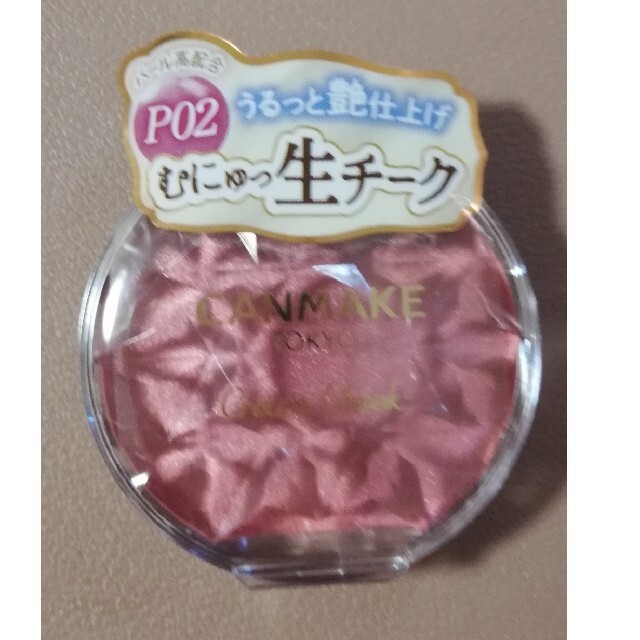 パール高配合
P02
うるっと艶仕上げ
むにゅっ生チーク
CANMAKE
TOKYO
Cream Cheek